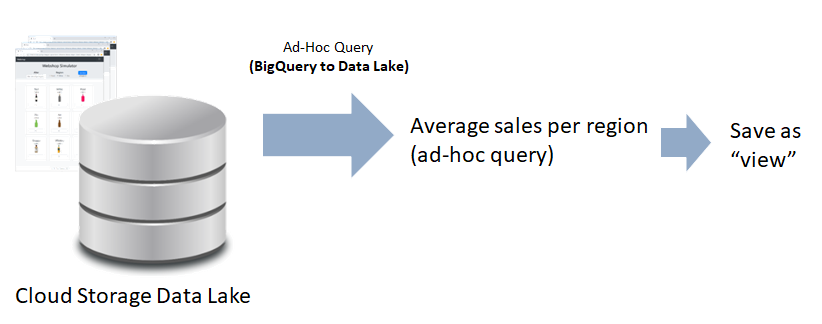 Webshop Simulator
Ad-Hoc Query
(BigQuery to Data Lake)
Average sales per region
(ad-hoc query)
Save as
“view”
Cloud Storage Data Lake